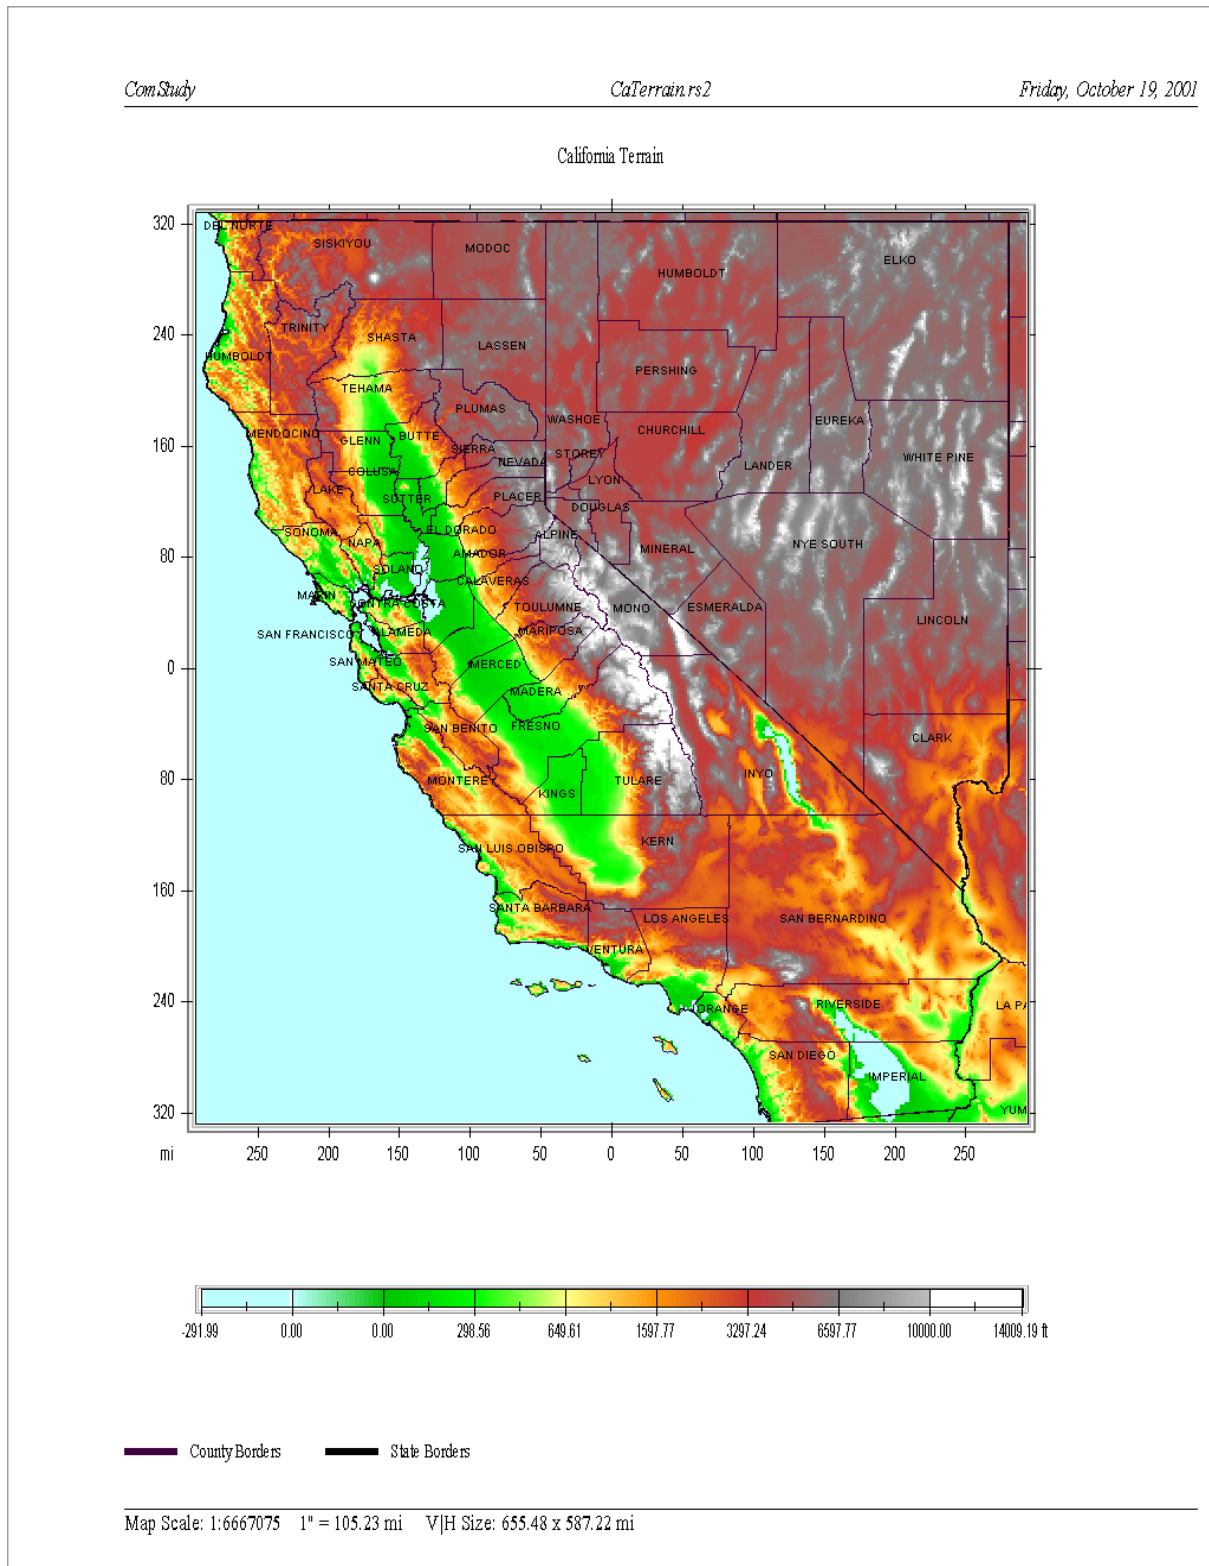 ComStudy CaTerrain.rs2 Friday, October 19, 2001
California Terrain
320
240
160
80
0
80
160
240
320
DEL NORTE
SISKIYOU
MODOC
HUMBOLDT
ELKO
TRINITY
SHASTA
LASSEN
HUMBOLDT
PERSHING
TEHAMA
PLUMAS
WASHOE
CHURCHILL
EUREKA
MENDOCINO
GLENN
BUTTE
SIERRA
NEVADA
STOREY
LANDER
WHITE PINE
COLUSA
LYON
LAKE
SUTTER
PLACER
DOUGLAS
SONOMA
NAPA
EL DORADO
ALPINE
MINERAL
NYE SOUTH
AMADOR
SOLANO
CALAVERAS
MARIN
CONTRA COSTA
TOULUMNE
MONO
ESMERALDA
LINCOLN
SAN FRANCISCO
ALAMEDA
MARIPOSA
SAN MATEO
MERCED
SANTA CRUZ
MADERA
SAN BENITO
FRESNO
CLARK
MONTEREY
KINGS
TULARE
INYO
SAN LUIS OBISPO
KERN
SANTA BARBARA
LOS ANGELES
SAN BERNARDINO
VENTURA
ORANGE
RIVERSIDE
LA PA
SAN DIEGO
IMPERIAL
YUM
mi 250 200 150 100 50 0 50 100 150 200 250
-291.99 0.00 0.00 298.56 649.61 1597.77 3297.24 6597.77 10000.00 14009.19 ft
County Borders State Borders
Map Scale: 1:6667075 1" = 105.23 mi V|H Size: 655.48 x 587.22 mi